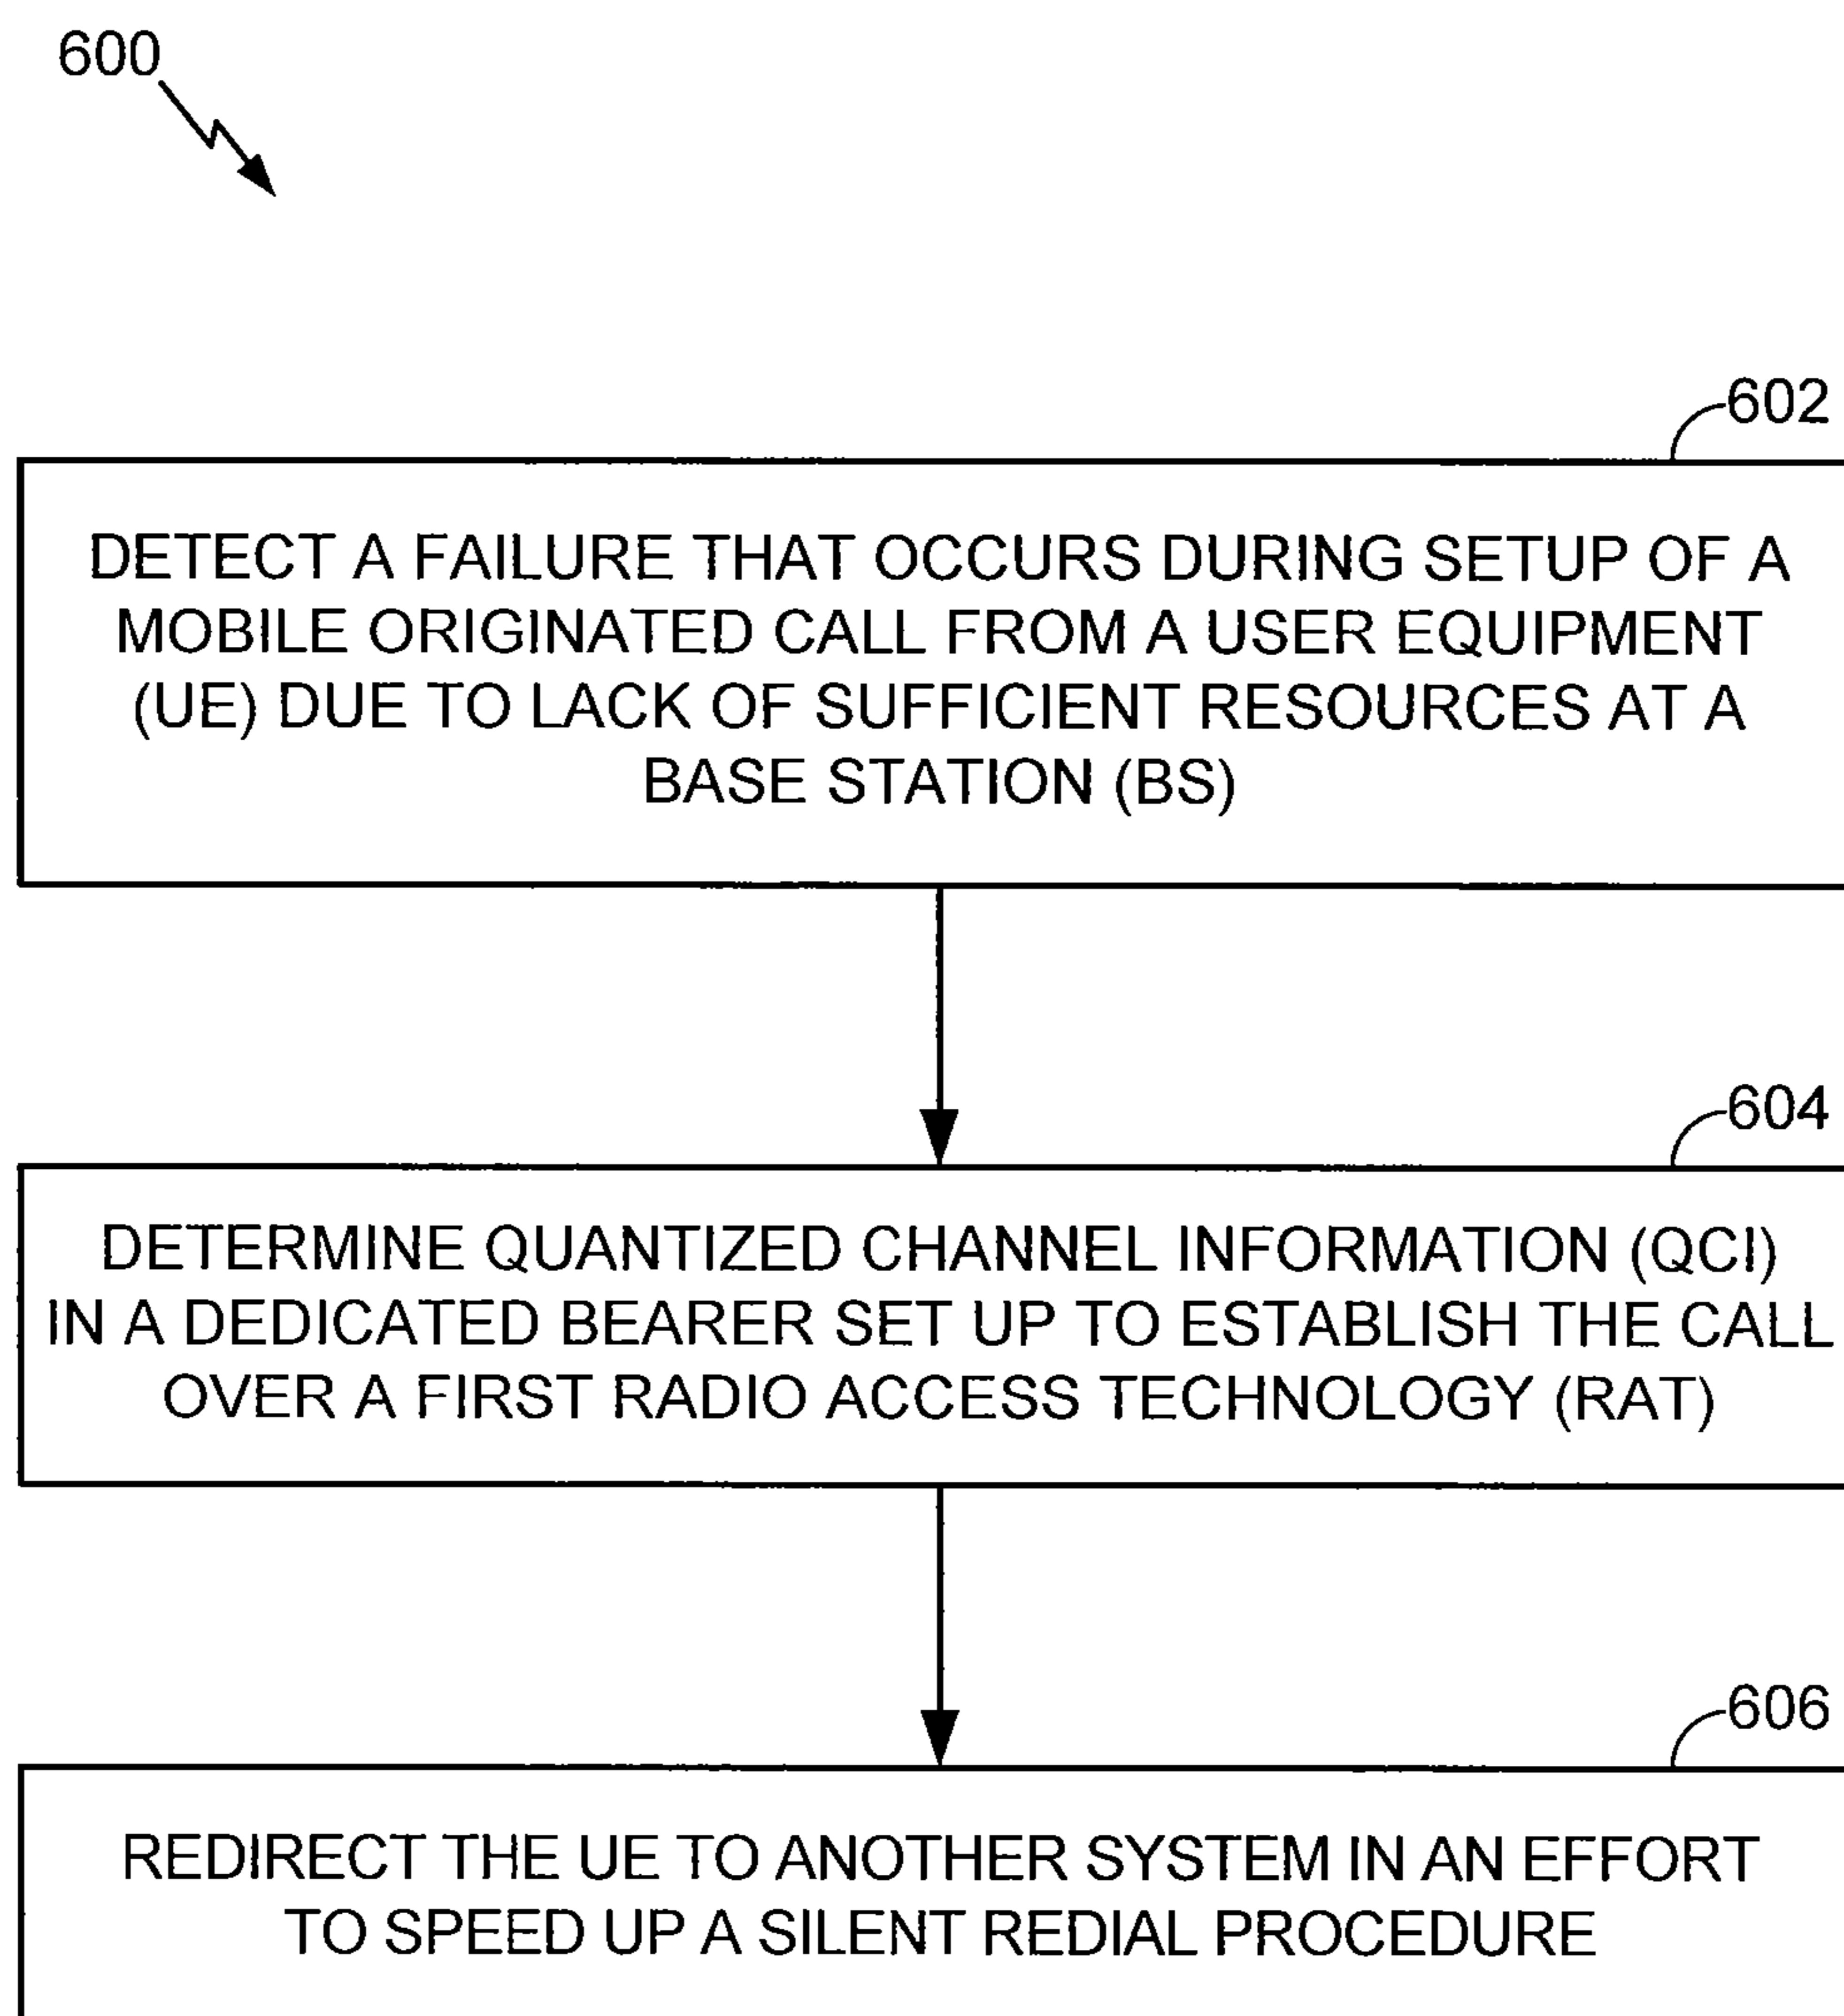 600
602
DETECT A FAILURE THAT OCCURS DURING SETUP OF A
MOBILE ORIGINATED CALL FROM A USER EQUIPMENT
(UE) DUE TO LACK OF SUFFICIENT RESOURCES AT A
BASE STATION (BS)
604
DETERMINE QUANTIZED CHANNEL INFORMATION (QCI)
IN A DEDICATED BEARER SET UP TO ESTABLISH THE CALL
OVER A FIRST RADIO ACCESS TECHNOLOGY (RAT)
606
REDIRECT THE UE TO ANOTHER SYSTEM IN AN EFFORT
TO SPEED UP A SILENT REDIAL PROCEDURE